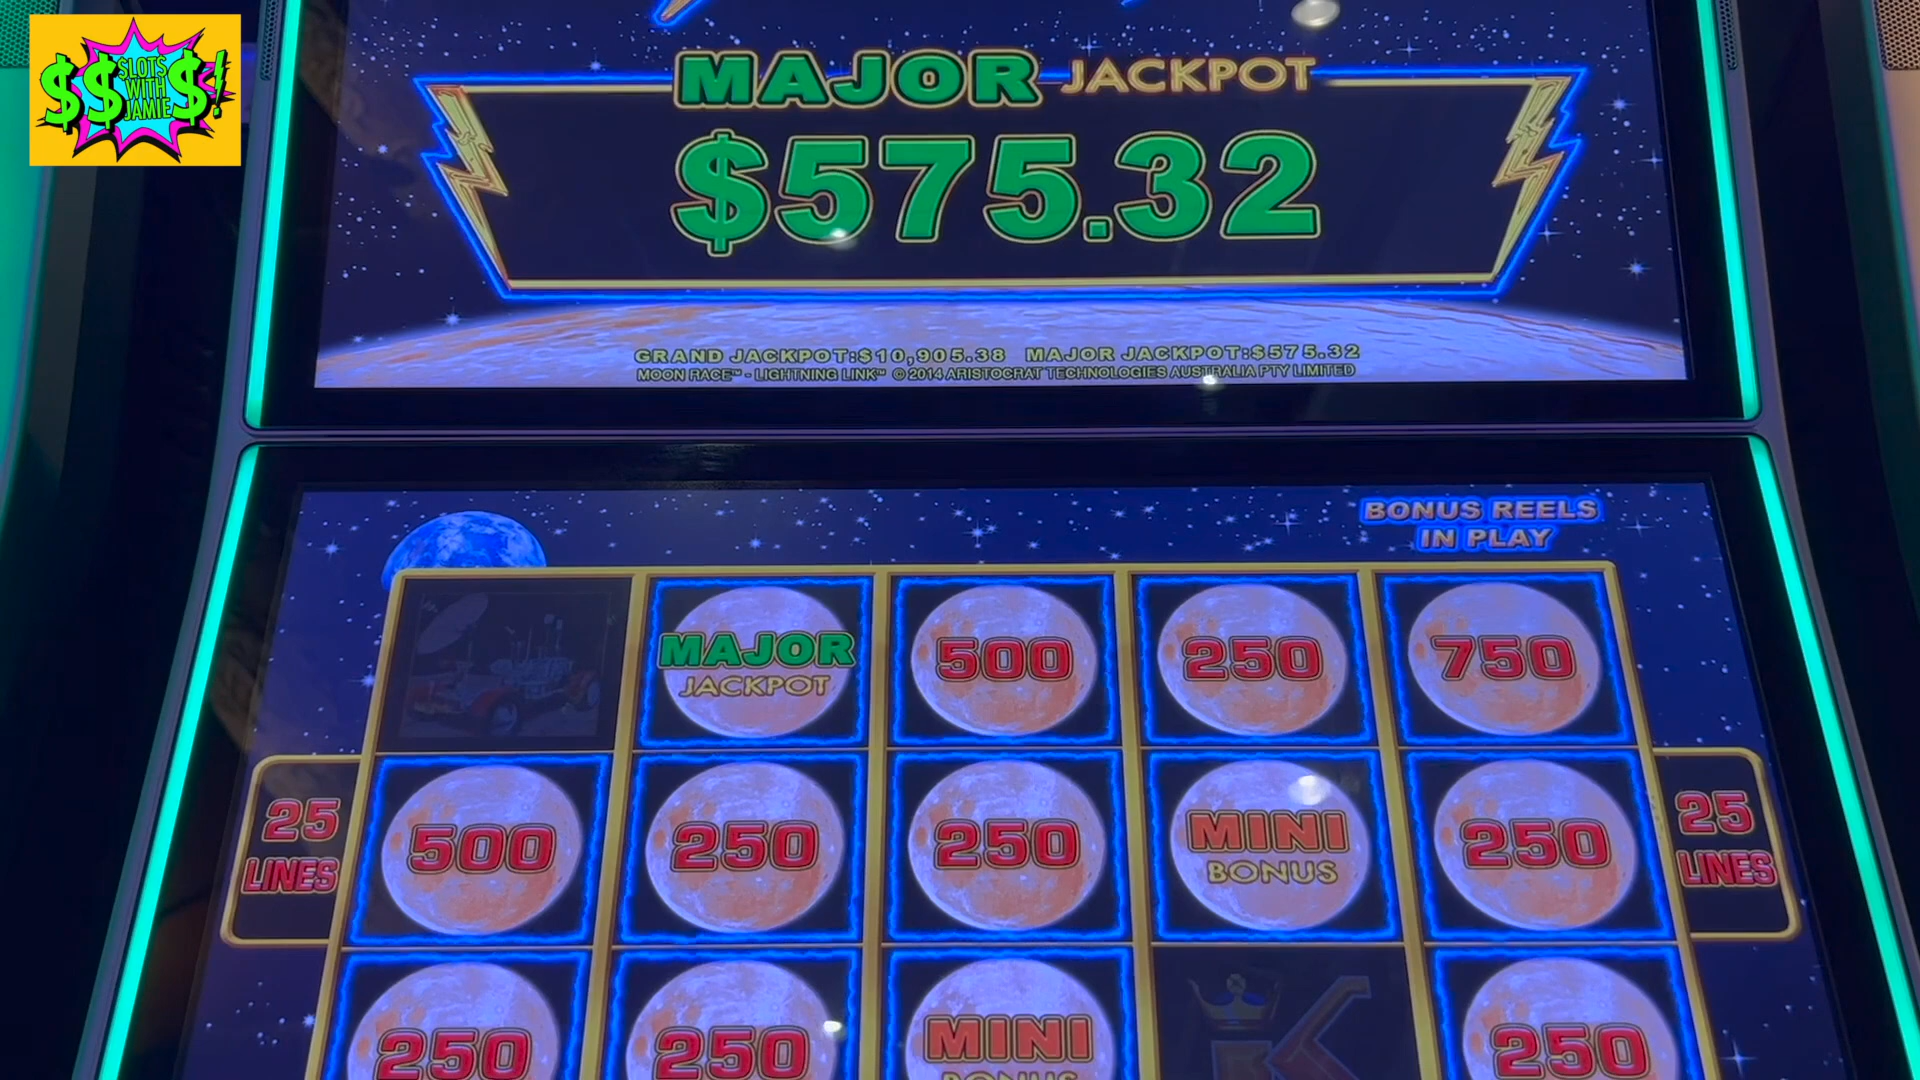 $$ SLOTS WITH JAMIE $!
MAJOR JACKPOT
$575.32
GRAND JACKPOT:$10,905.38 MAJOR JACKPOT:$575.32
MOON RACE™ - LIGHTNING LINK™ © 2014 ARISTOCRAT TECHNOLOGIES AUSTRALIA PTY LIMITED
BONUS REELS
IN PLAY
MAJOR
JACKPOT
500
250
750
25
LINES
500
250
250
MINI
BONUS
250
25
LINES
250
250
MINI
BONUS
K
250